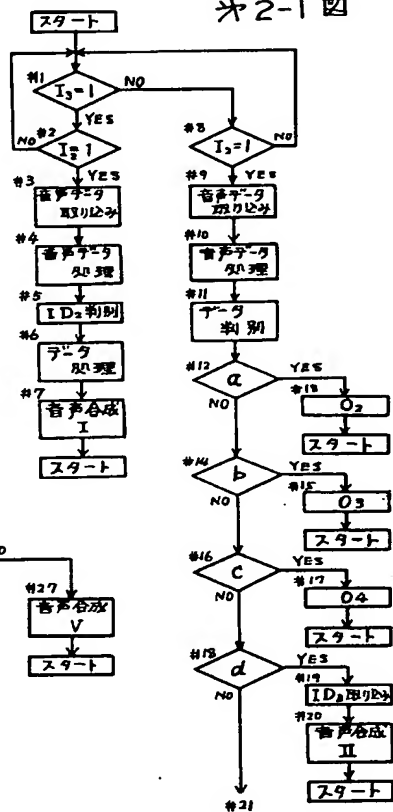 オ2-1図
スタート
#1
I3=1
NO
YES
#2
I2=1
NO
YES
#3
音声データ
取り込み
#4
音声データ
処理
#5
ID2判別
#6
データ
処理
#7
音声合成
I
スタート
#8
I2=1
NO
YES
#9
音声データ
取り込み
#10
音声データ
処理
#11
データ
判別
#12
a
YES
NO
#13
O2
スタート
#14
b
YES
NO
#15
O3
スタート
#16
c
YES
NO
#17
O4
スタート
#18
d
YES
NO
#19
ID3取り込み
#20
音声合成
II
スタート
#21
#27
音声合成
V
スタート